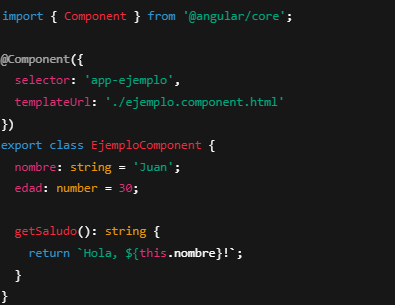 import { Component } from '@angular/core';
@Component({
  selector: 'app-ejemplo',
  templateUrl: './ejemplo.component.html'
})
export class EjemploComponent {
  nombre: string = 'Juan';
  edad: number = 30;
  getSaludo(): string {
    return `Hola, ${this.nombre}!`;
  }
}